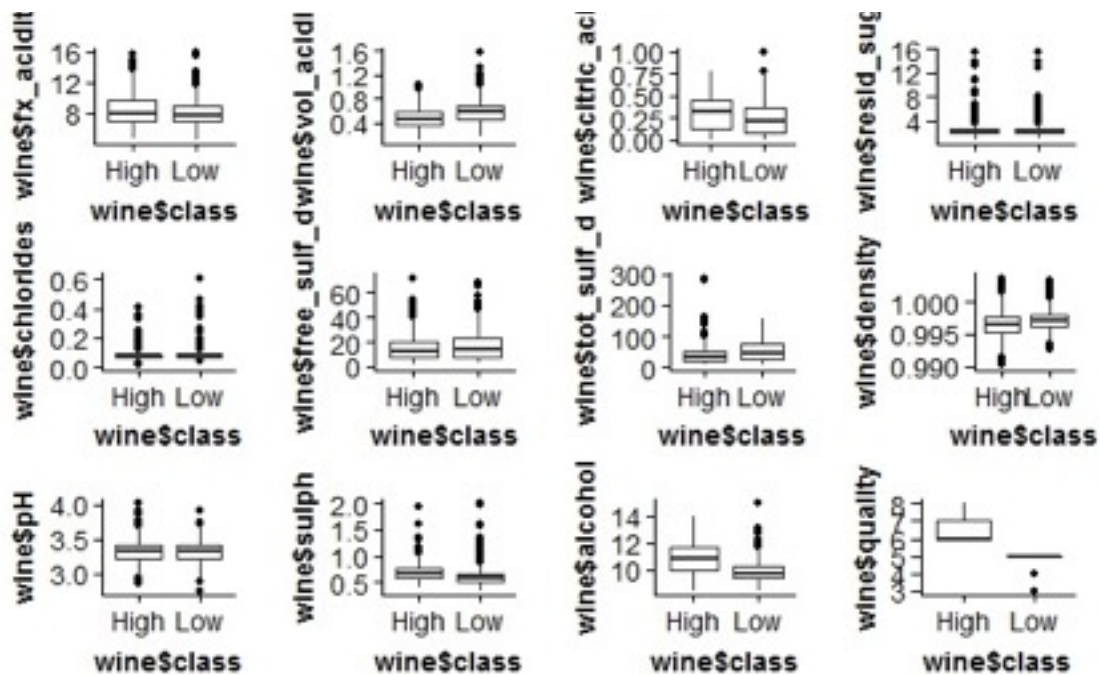 wine$fx_acidit
16
12
8
High Low
wine$class
wine$vol_acidi
1.6
1.2
0.8
0.4
High Low
wine$class
wine$citric_aci
1.00
0.75
0.50
0.25
0.00
High Low
wine$class
wine$resid_sug
16
12
8
4
High Low
wine$class
wine$chlorides
0.6
0.4
0.2
0.0
High Low
wine$class
wine$free_sulf_d
60
40
20
0
High Low
wine$class
wine$tot_sulf_d
300
200
100
0
High Low
wine$class
wine$density
1.000
0.995
0.990
High Low
wine$class
wine$pH
4.0
3.5
3.0
High Low
wine$class
wine$sulph
2.0
1.5
1.0
0.5
High Low
wine$class
wine$alcohol
14
12
10
High Low
wine$class
wine$quality
8
7
6
5
4
3
High Low
wine$class